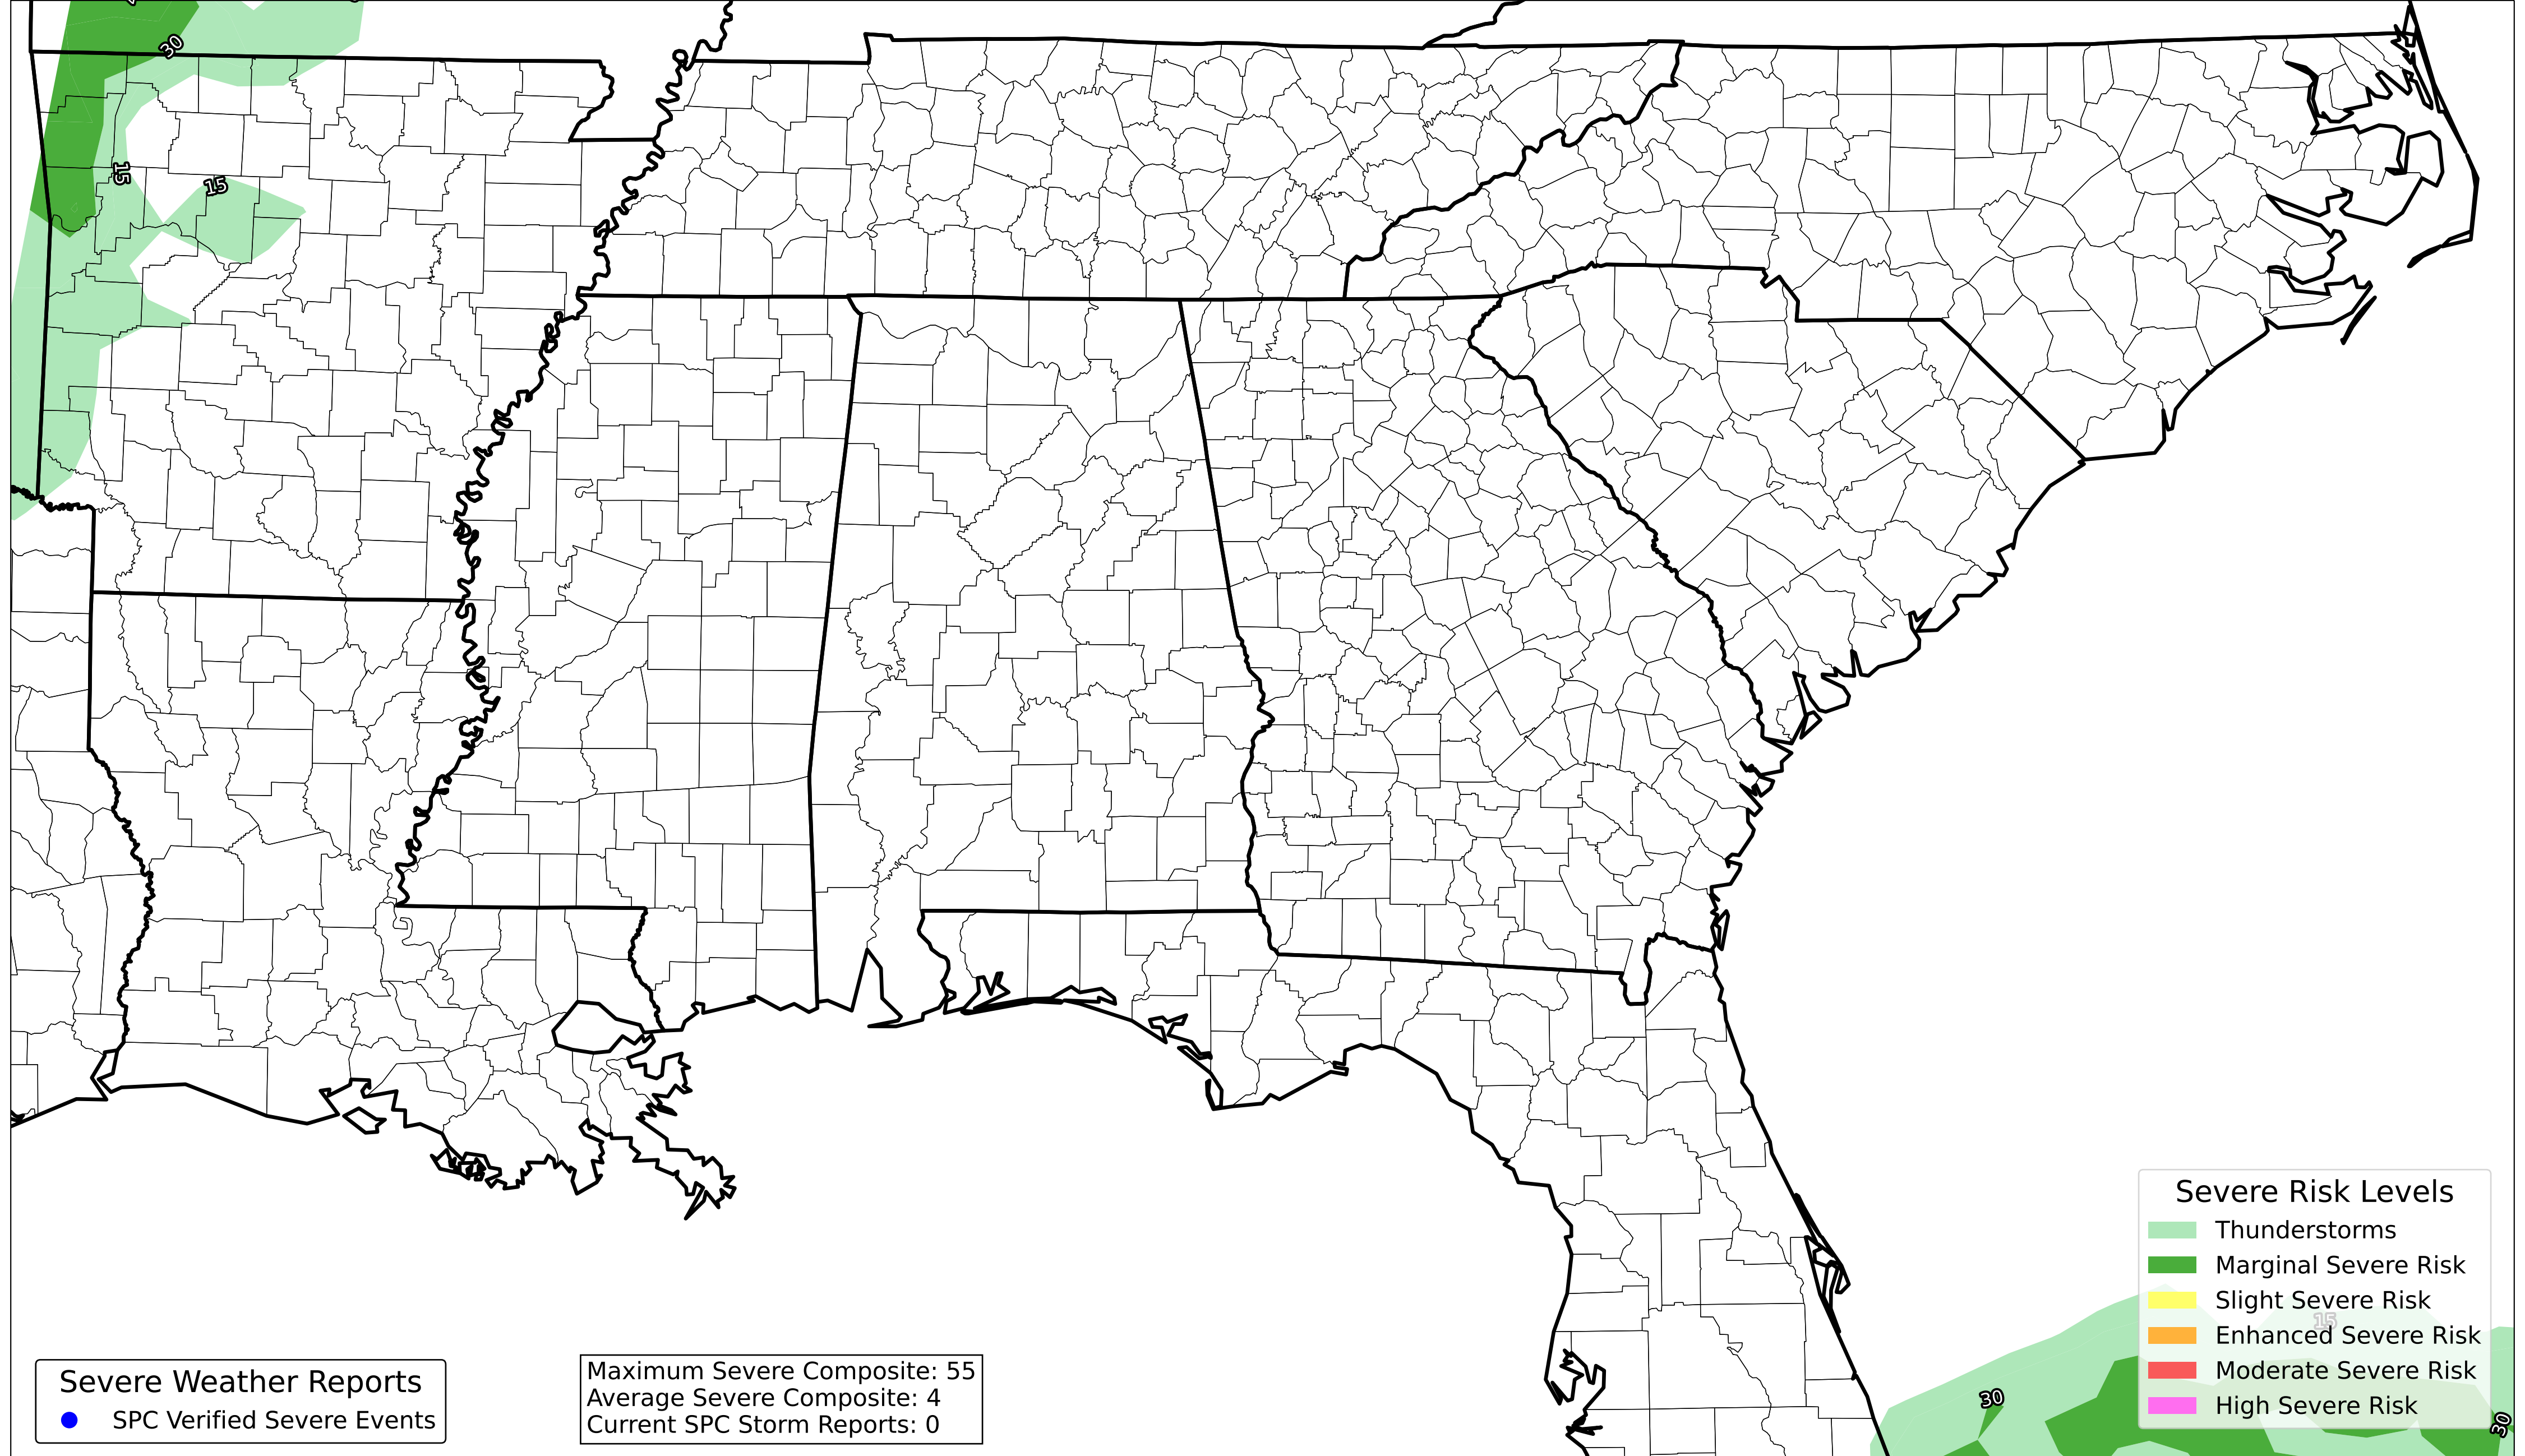 30
15
15
Severe Risk Levels
Thunderstorms
Marginal Severe Risk
Slight Severe Risk
15
Enhanced Severe Risk
Moderate Severe Risk
High Severe Risk
30
30
Severe Weather Reports
SPC Verified Severe Events
Maximum Severe Composite: 55
Average Severe Composite: 4
Current SPC Storm Reports: 0